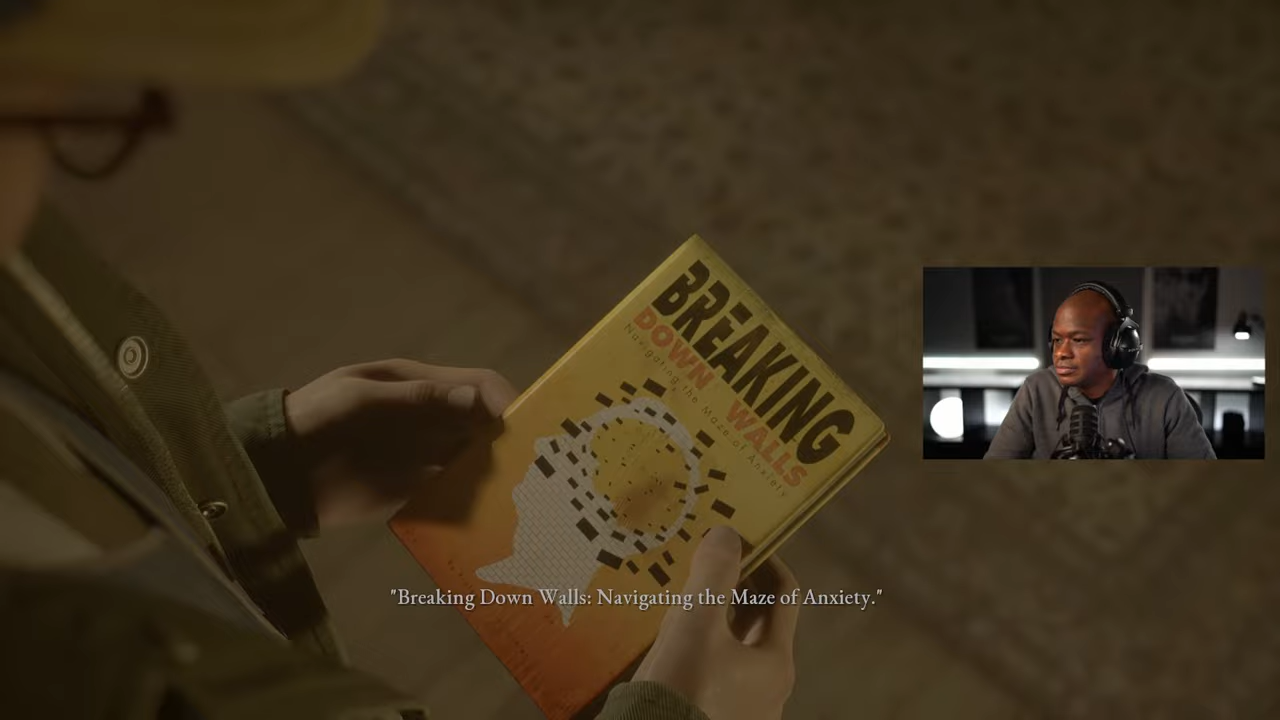 BREAKING
DOWN WALLS
Navigating the Maze of Anxiety
"Breaking Down Walls: Navigating the Maze of Anxiety."